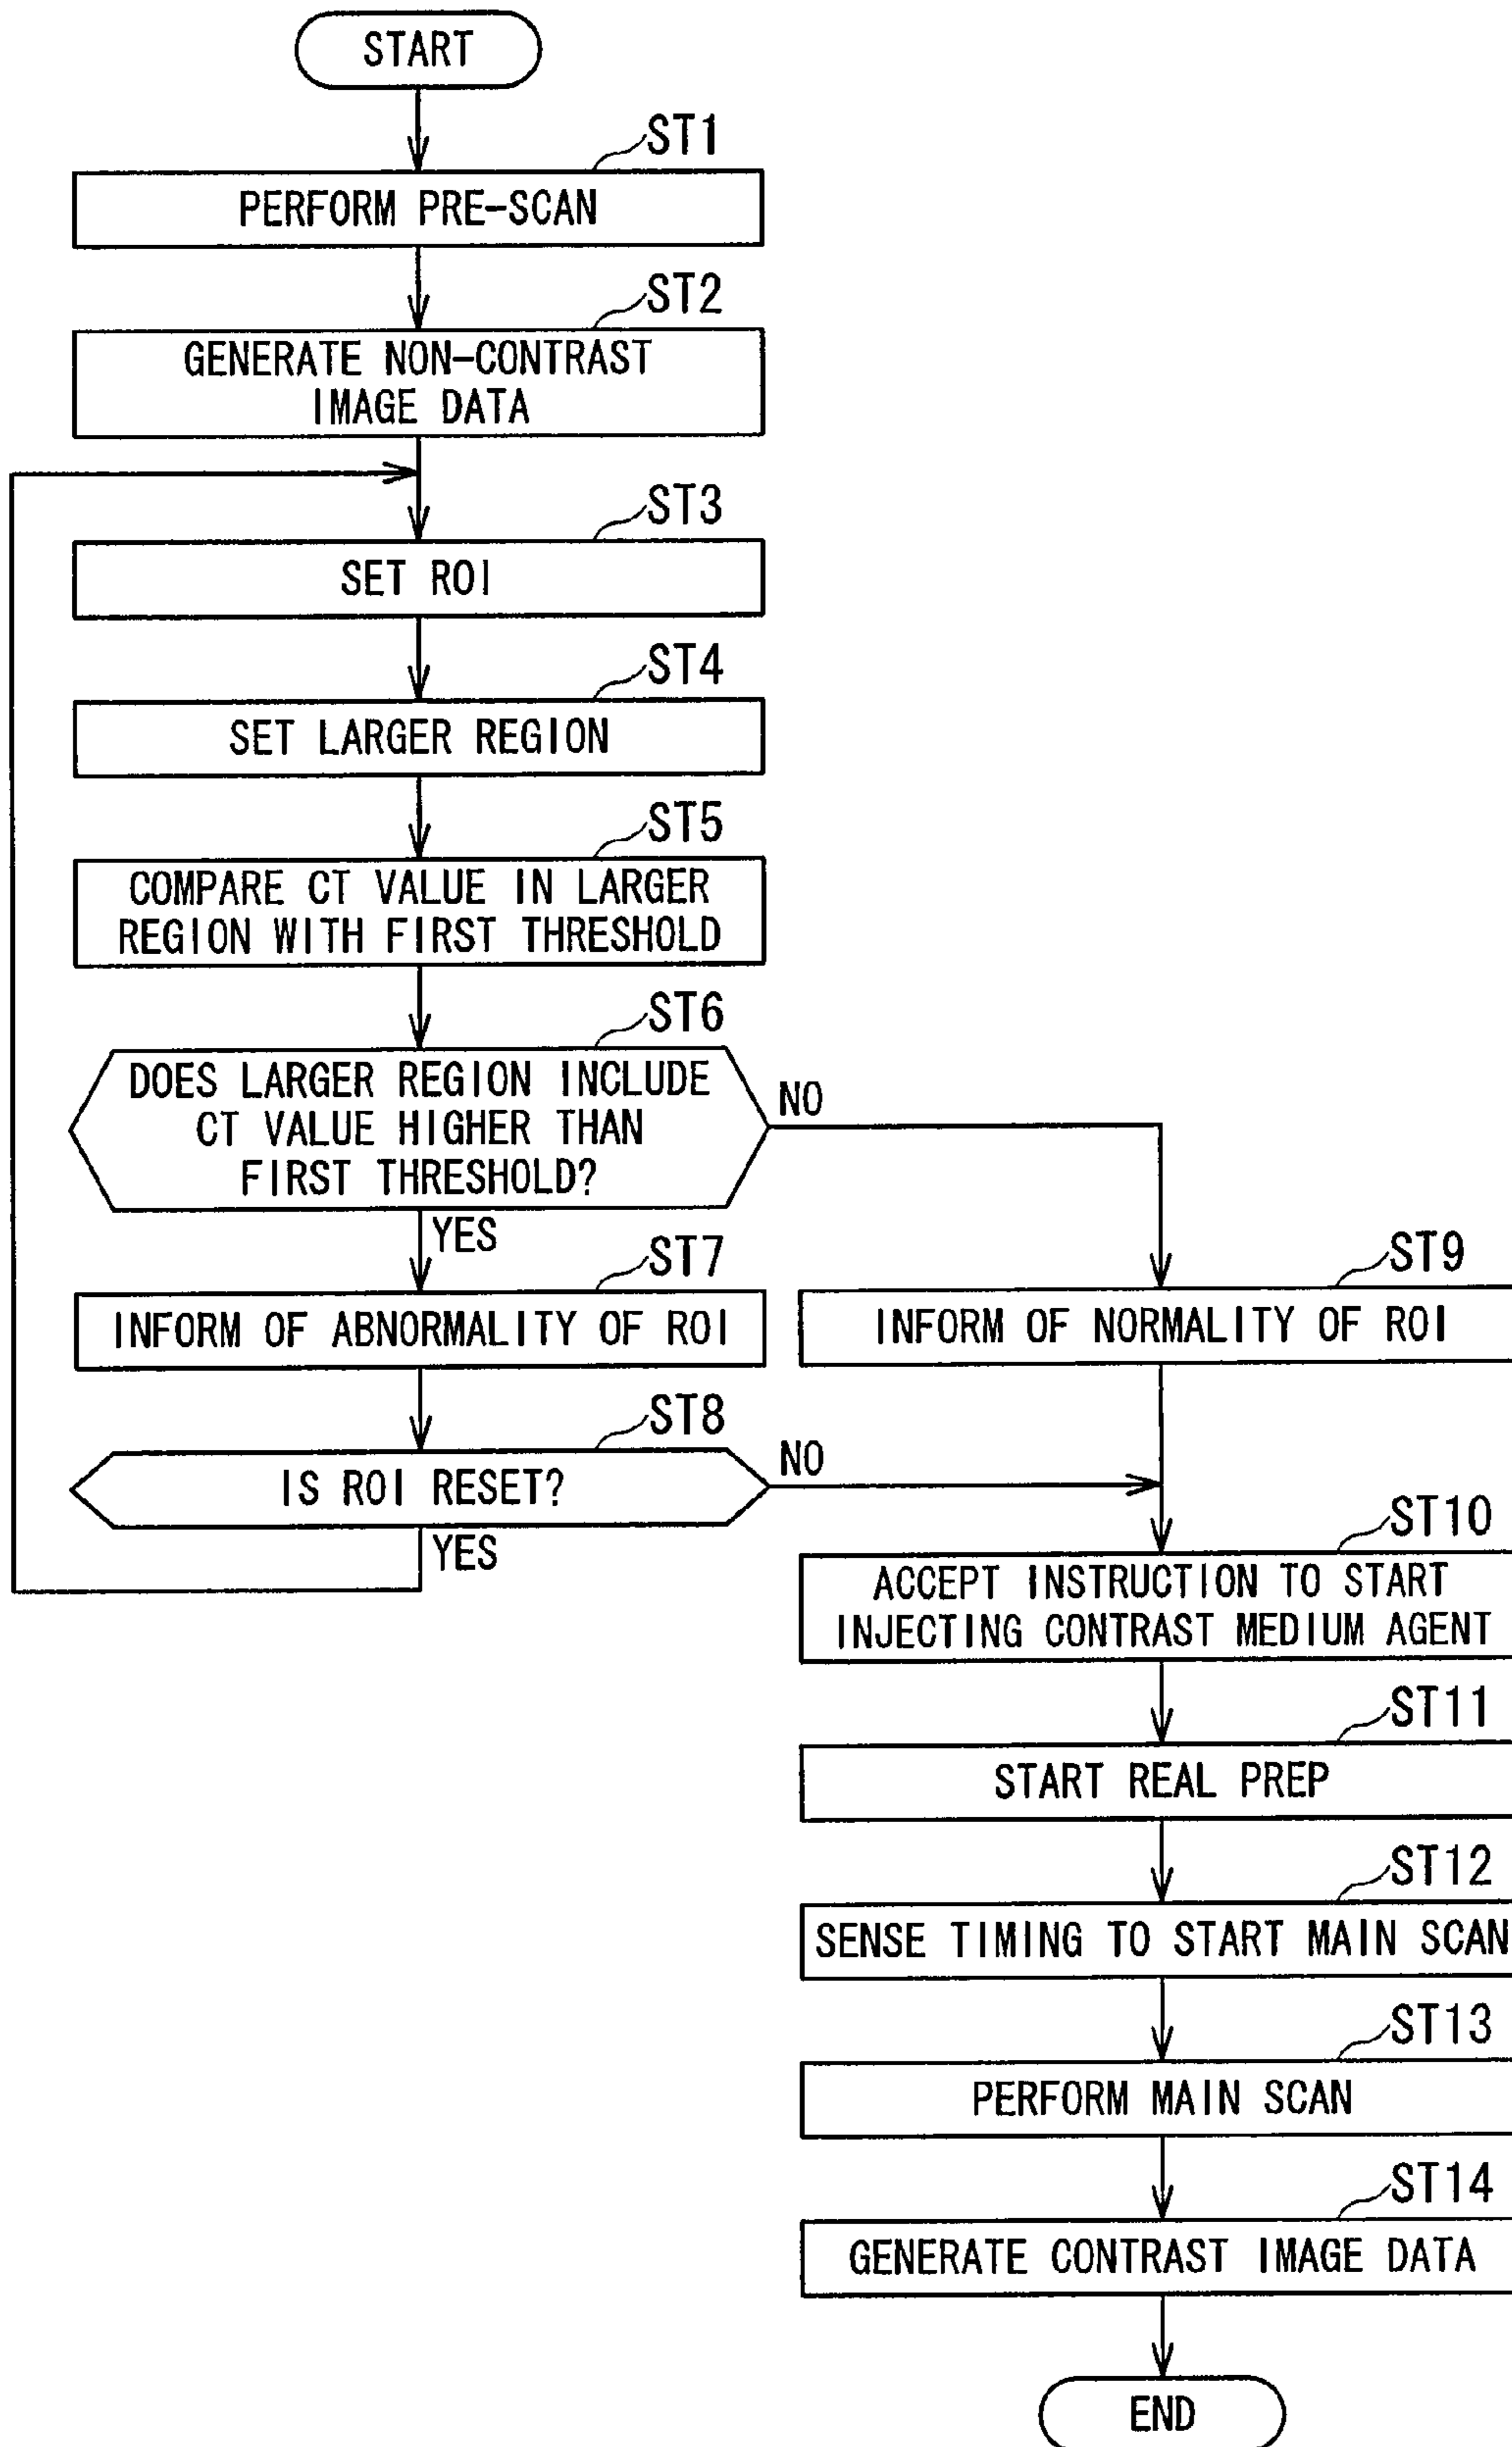 START
ST1
PERFORM PRE-SCAN
ST2
GENERATE NON-CONTRAST
IMAGE DATA
ST3
SET ROI
ST4
SET LARGER REGION
ST5
COMPARE CT VALUE IN LARGER
REGION WITH FIRST THRESHOLD
ST6
DOES LARGER REGION INCLUDE
CT VALUE HIGHER THAN
FIRST THRESHOLD?
NO
YES
ST7
INFORM OF ABNORMALITY OF ROI
ST9
INFORM OF NORMALITY OF ROI
ST8
IS ROI RESET?
NO
YES
ST10
ACCEPT INSTRUCTION TO START
INJECTING CONTRAST MEDIUM AGENT
ST11
START REAL PREP
ST12
SENSE TIMING TO START MAIN SCAN
ST13
PERFORM MAIN SCAN
ST14
GENERATE CONTRAST IMAGE DATA
END